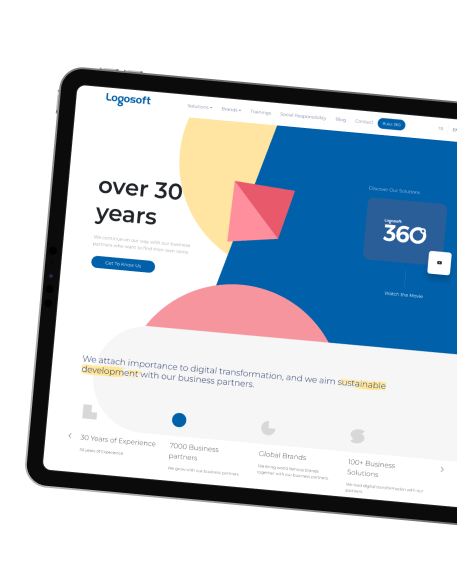 Logosoft
Solutions
Brands
Trainings
Social Responsibility
Blog
Contact
Buluz 360
TR
EN
over 30
years
We continue on our way with our business
partners who want to find their own voice.
Get To Know Us
Discover Our Solutions
Logosoft
360
Watch the Movie
We attach importance to digital transformation, and we aim sustainable
development with our business partners.
30 Years of Experience
30 years of Experience
7000 Business
partners
We grow with our business partners.
Global Brands
Working world famous brands
together with our business partners
100+ Business
Solutions
We lead digital transformation with our
partners